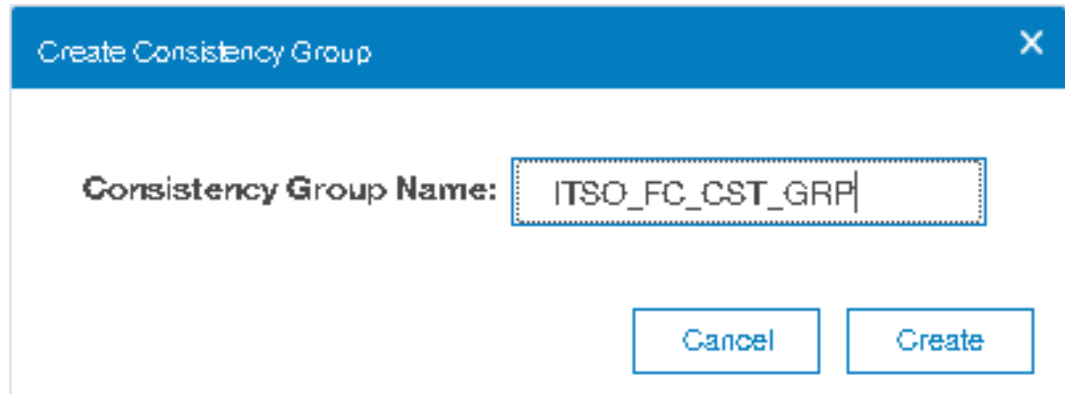 Create Consistency Group
Consistency Group Name: ITSO_FC_CST_GRP
Cancel Create